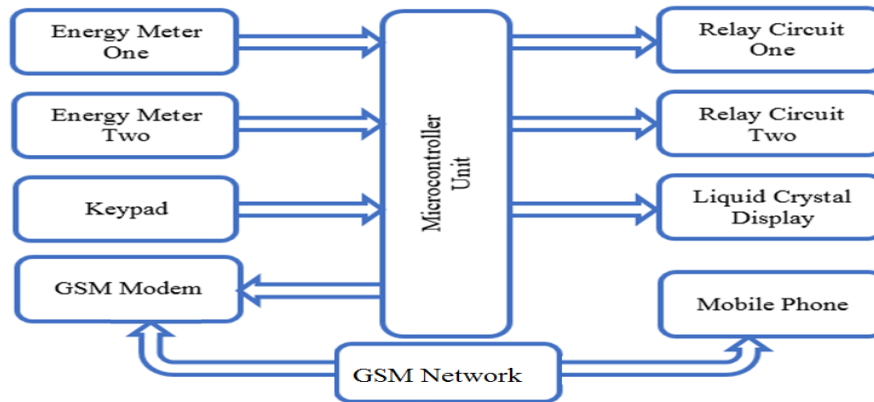 Energy Meter
One
Energy Meter
Two
Keypad
GSM Modem
Microcontroller
Unit
Relay Circuit
One
Relay Circuit
Two
Liquid Crystal
Display
Mobile Phone
GSM Network